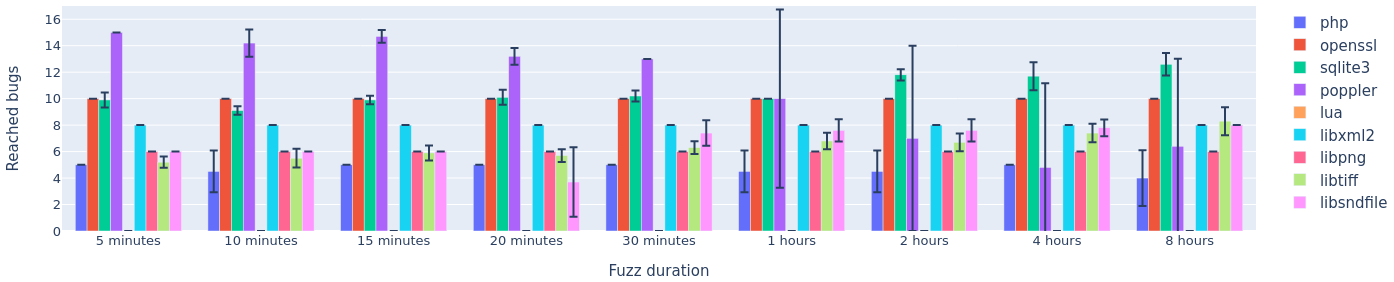 Reached bugs
16
14
12
10
8
6
4
2
0
5 minutes
10 minutes
15 minutes
20 minutes
30 minutes
1 hours
2 hours
4 hours
8 hours
Fuzz duration
php
openssl
sqlite3
poppler
lua
libxml2
libpng
libtiff
libsndfile